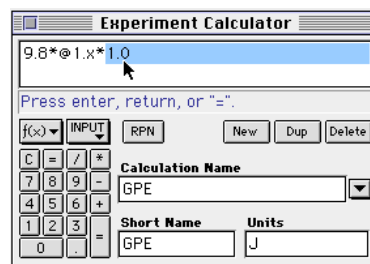 Experiment Calculator
9.8*@1.x*1.0
Press enter, return, or "=".
f(x) INPUT RPN New Dup Delete
C = / *
7 8 9 -
4 5 6 +
1 2 3 =
0 .
Calculation Name
GPE
Short Name Units
GPE J